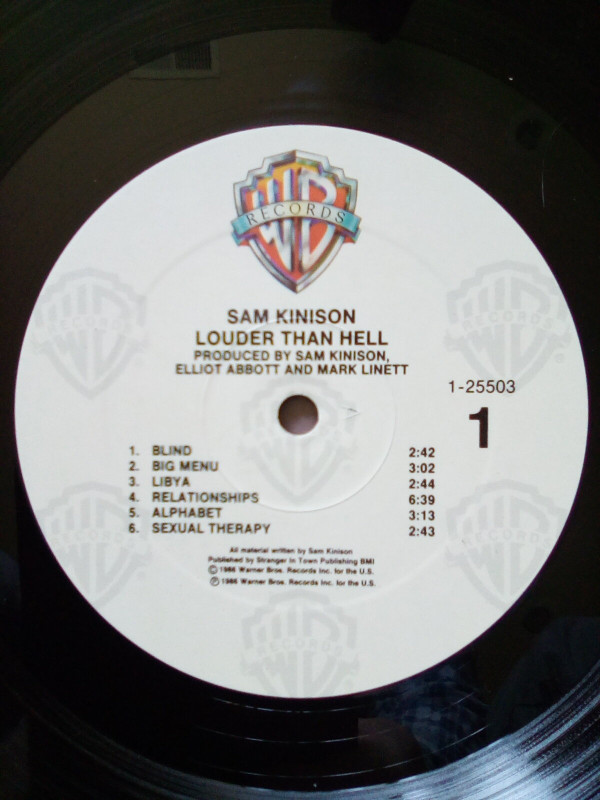 WB
RECORDS
SAM KINISON
LOUDER THAN HELL
PRODUCED BY SAM KINISON,
ELLIOT ABBOTT AND MARK LINETT
1-25503
1
1. BLIND 2:42
2. BIG MENU 3:02
3. LIBYA 2:44
4. RELATIONSHIPS 6:39
5. ALPHABET 3:13
6. SEXUAL THERAPY 2:43
All material written by Sam Kinison
Published by Stranger In Town Publishing BMI
Ⓒ 1986 Warner Bros. Records Inc. for the U.S.
Ⓟ 1986 Warner Bros. Records Inc. for the U.S.